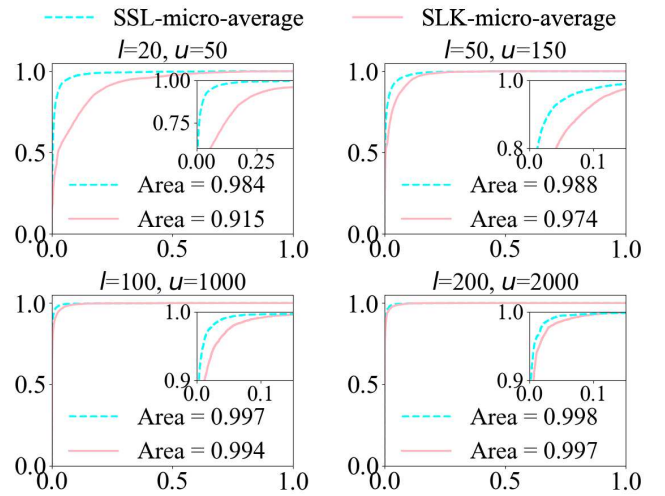 SSL-micro-average SLK-micro-average
l=20, u=50
1.0
0.5
0.0
0.0 0.5 1.0
1.00
0.75
0.00 0.25
Area = 0.984
Area = 0.915
l=50, u=150
1.0
0.5
0.0
0.0 0.5 1.0
1.0
0.8
0.0 0.1
Area = 0.988
Area = 0.974
l=100, u=1000
1.0
0.5
0.0
0.0 0.5 1.0
1.0
0.9
0.0 0.1
Area = 0.997
Area = 0.994
l=200, u=2000
1.0
0.5
0.0
0.0 0.5 1.0
1.0
0.9
0.0 0.1
Area = 0.998
Area = 0.997